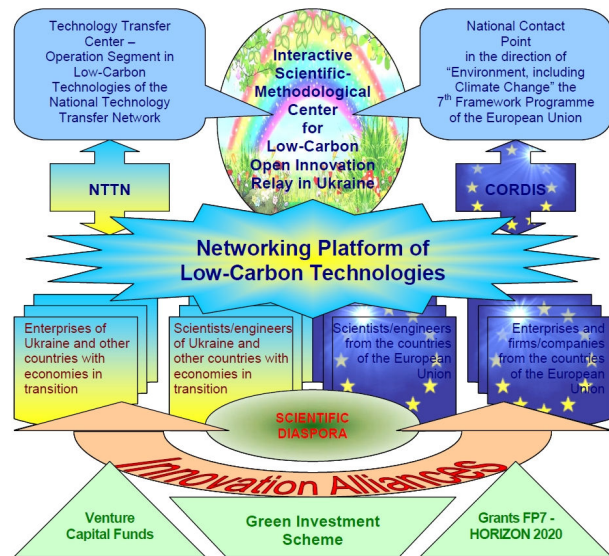 Technology Transfer
Center –
Operation Segment in
Low-Carbon
Technologies of the
National Technology
Transfer Network
Interactive
Scientific-
Methodological
Center
for
Low-Carbon
Open Innovation
Relay in Ukraine
National Contact
Point
in the direction of
“Environment, including
Climate Change” the
7th Framework Programme
of the European Union
NTTN
CORDIS
Networking Platform of
Low-Carbon Technologies
Enterprises of
Ukraine and other
countries with
economies in
transition
Scientists/engineers
of Ukraine and
other countries with
economies in
transition
Scientists/engineers
from the countries
of the European
Union
Enterprises and
firms/companies
from the countries
of the European
Union
SCIENTIFIC
DIASPORA
Innovation Alliances
Venture
Capital Funds
Green Investment
Scheme
Grants FP7 -
HORIZON 2020